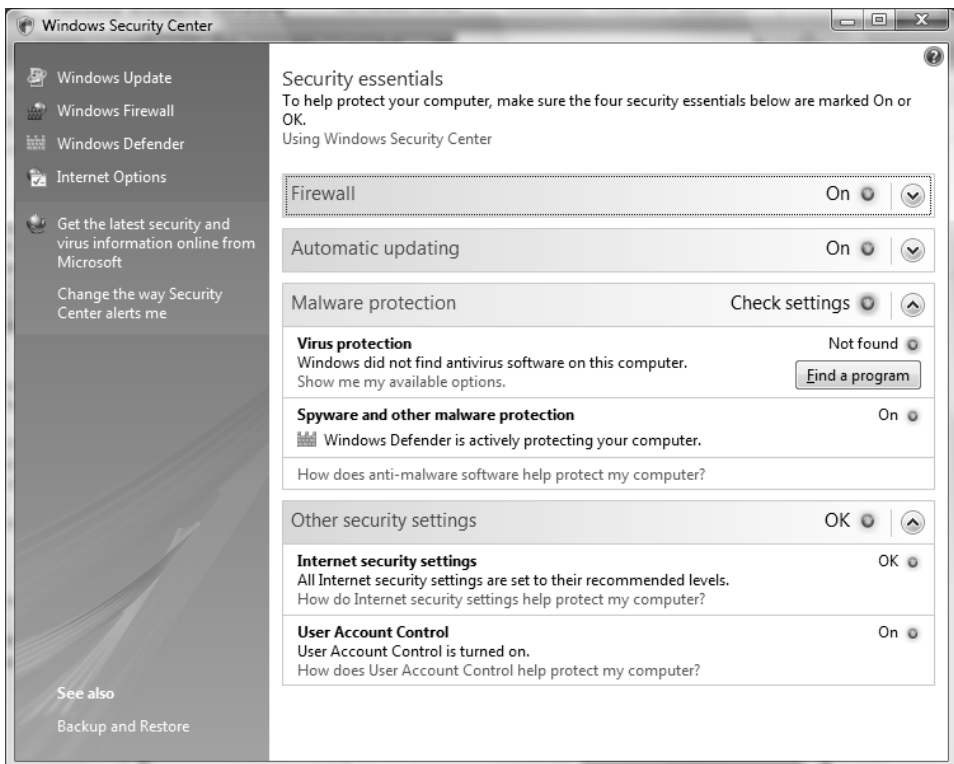 Windows Security Center
Windows Update
Windows Firewall
Windows Defender
Internet Options
Get the latest security and
virus information online from
Microsoft
Change the way Security
Center alerts me
See also
Backup and Restore
Security essentials
To help protect your computer, make sure the four security essentials below are marked On or
OK.
Using Windows Security Center
Firewall On
Automatic updating On
Malware protection Check settings
Virus protection Not found
Windows did not find antivirus software on this computer.
Show me my available options. Find a program
Spyware and other malware protection On
Windows Defender is actively protecting your computer.
How does anti-malware software help protect my computer?
Other security settings OK
Internet security settings OK
All Internet security settings are set to their recommended levels.
How do Internet security settings help protect my computer?
User Account Control On
User Account Control is turned on.
How does User Account Control help protect my computer?